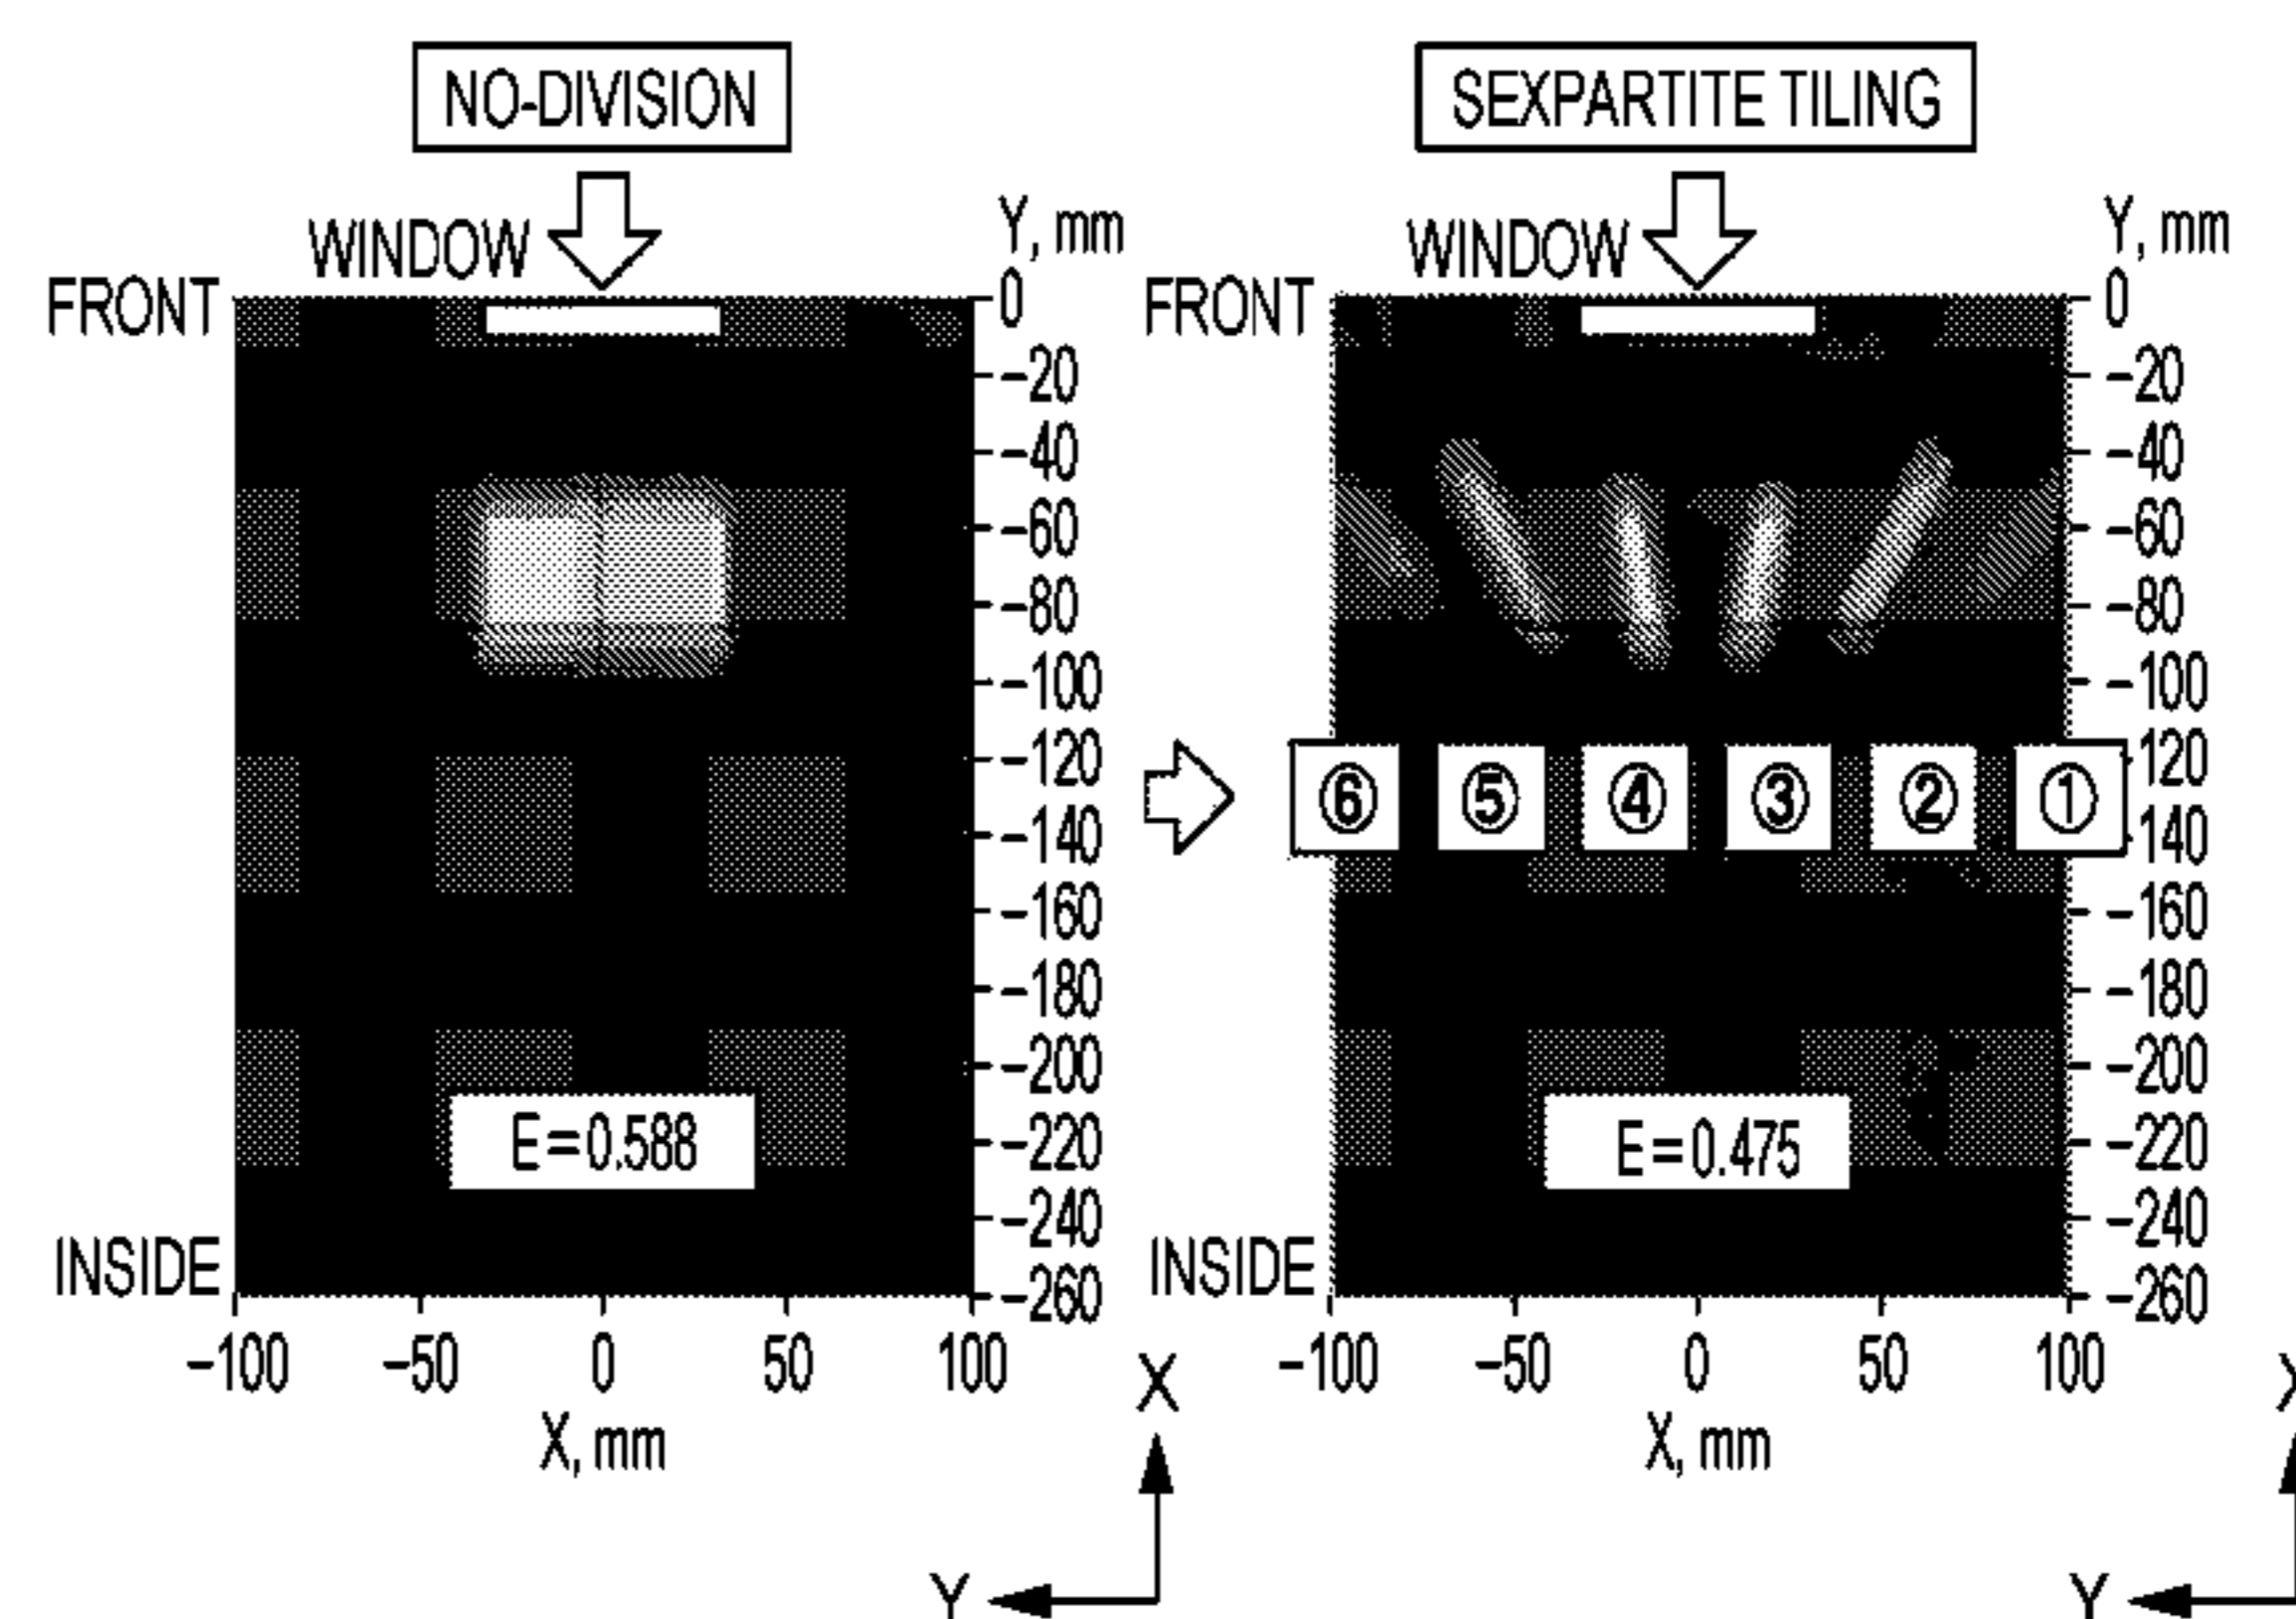 NO-DIVISION
WINDOW
Y, mm
FRONT
0
−20
−40
−60
−80
−100
−120
−140
−160
−180
−200
−220
−240
−260
E=0.588
INSIDE
−100 −50 0 50 100
X, mm
X
Y
SEXPARTITE TILING
WINDOW
Y, mm
FRONT
0
−20
−40
−60
−80
−100
120
140
−160
−180
−200
−220
−240
−260
⑥ ⑤ ④ ③ ② ①
E=0.475
INSIDE
−100 −50 0 50 100
X, mm
X
Y